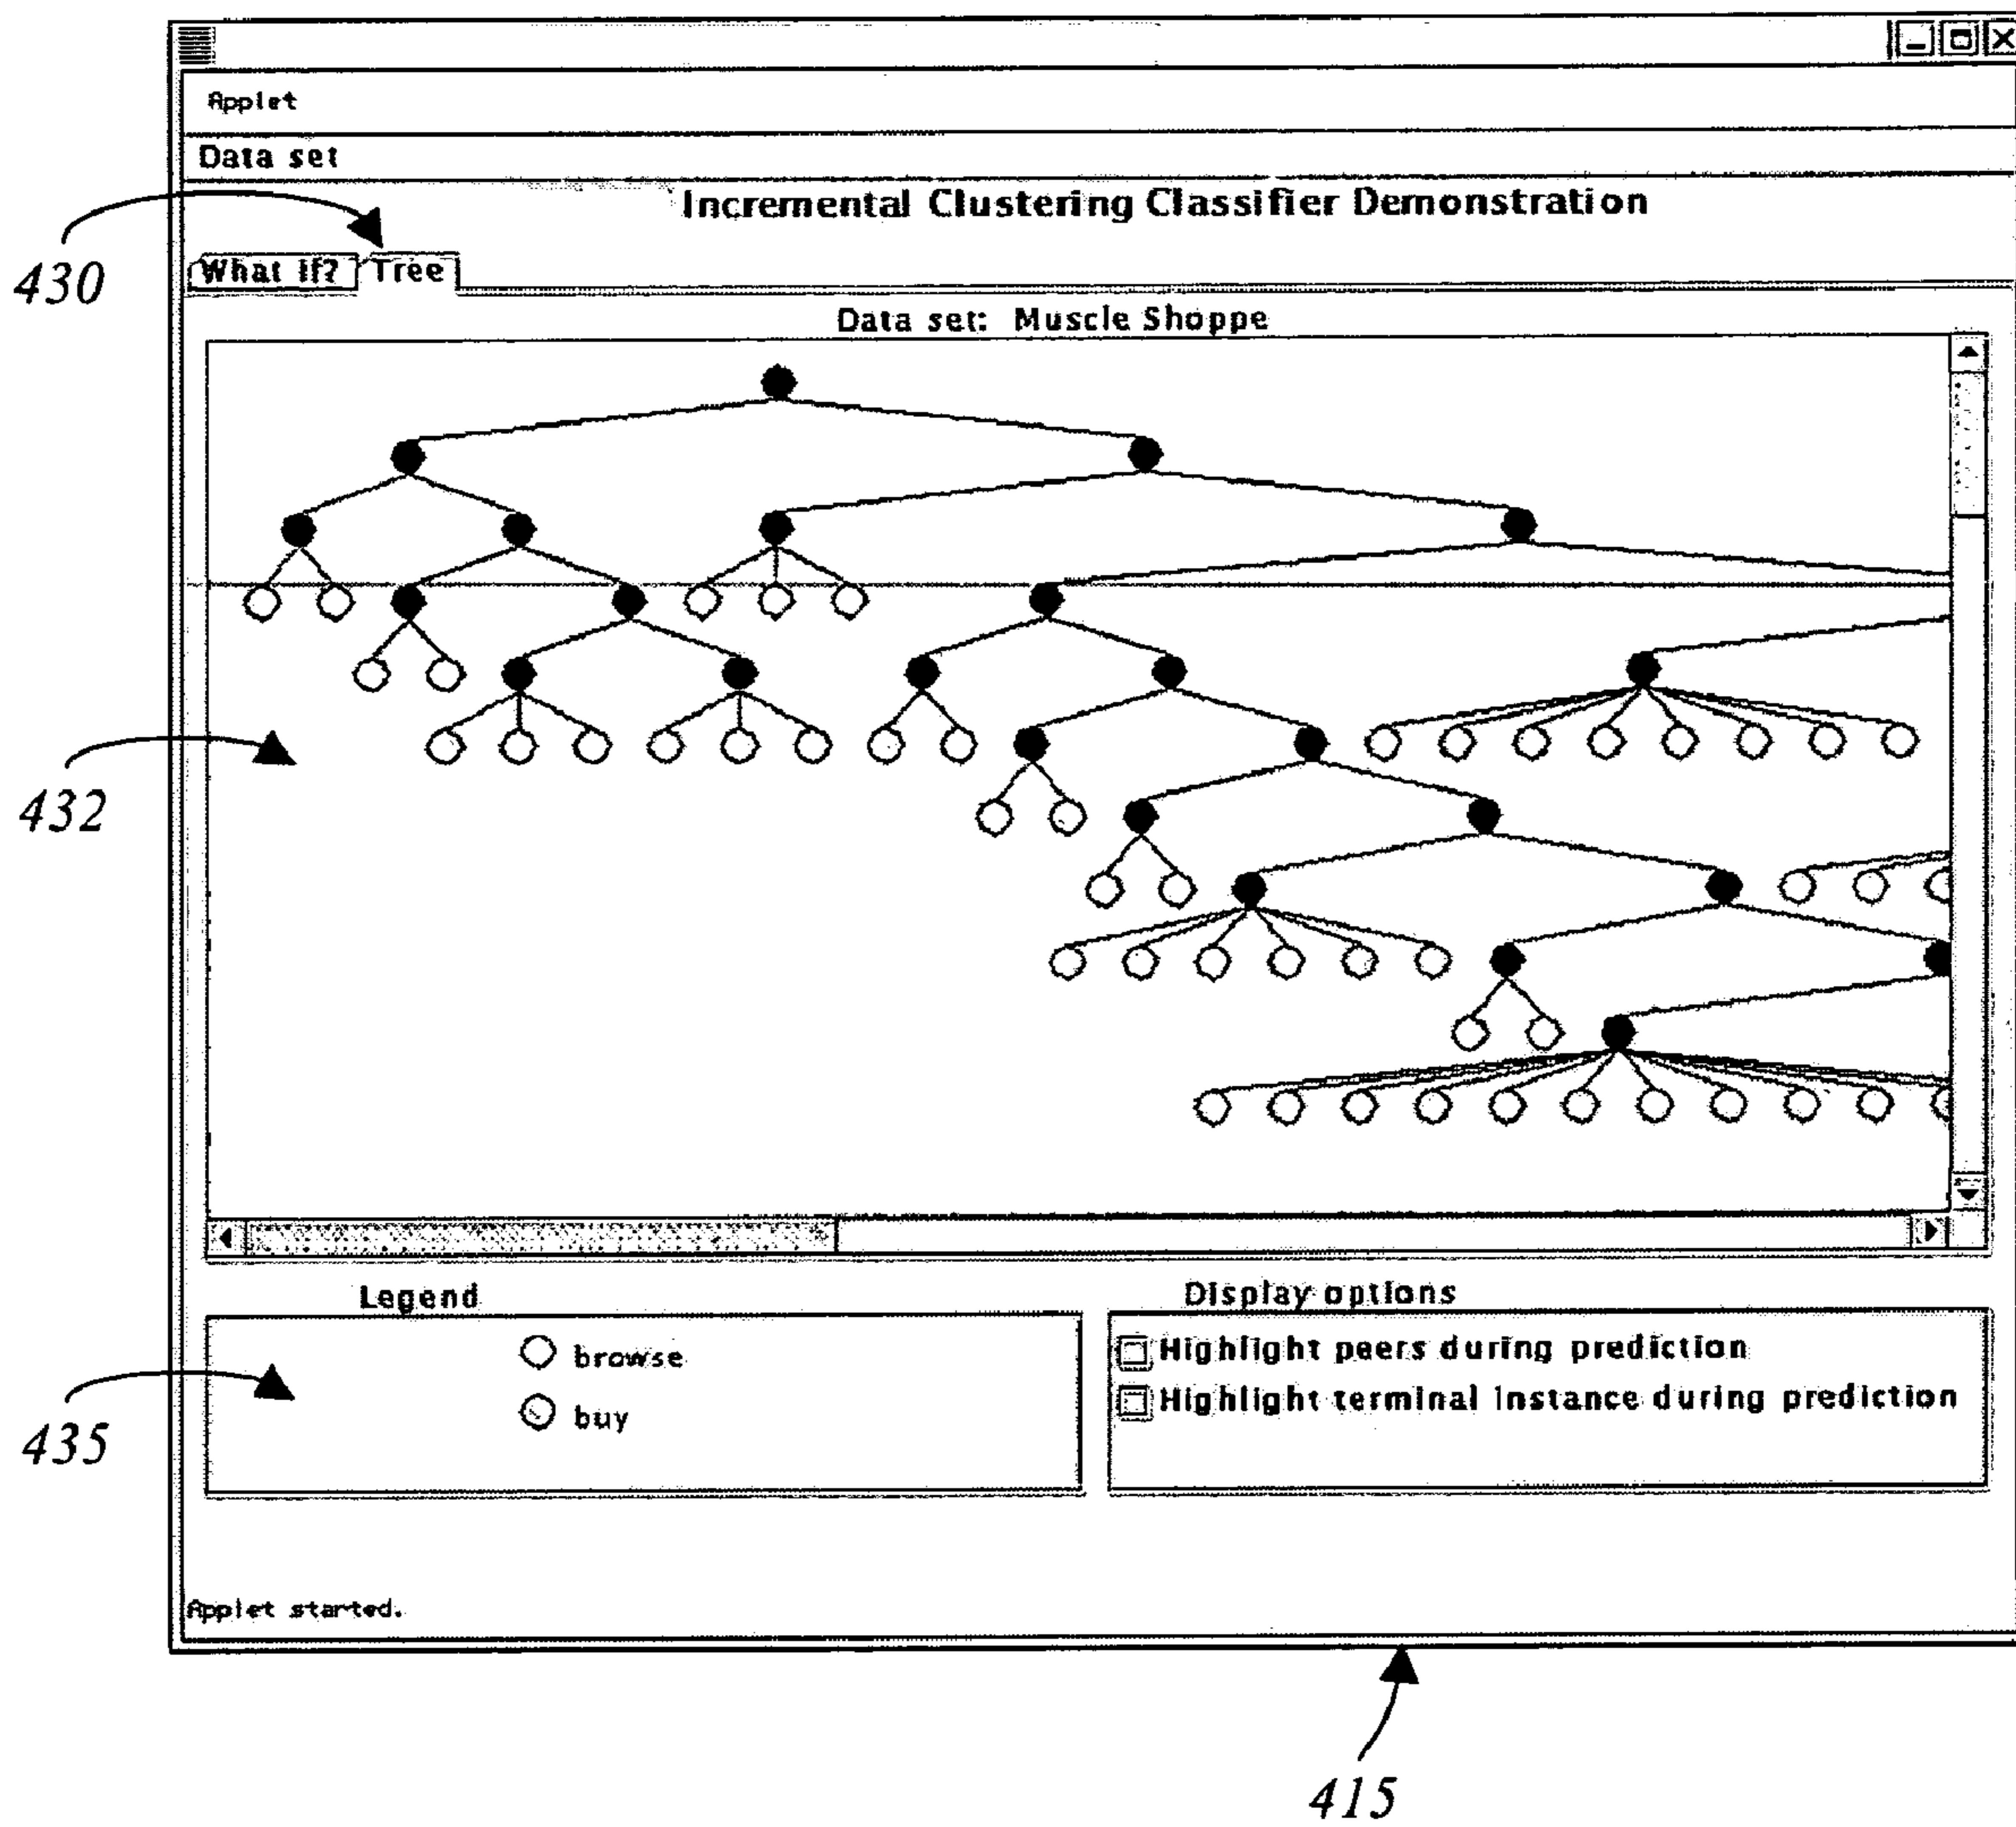 Applet
Data set
Incremental Clustering Classifier Demonstration
430
What if? Tree
Data set: Muscle Shoppe
432
Legend
Display options
browse
buy
Highlight peers during prediction
Highlight terminal instance during prediction
435
Applet started.
415